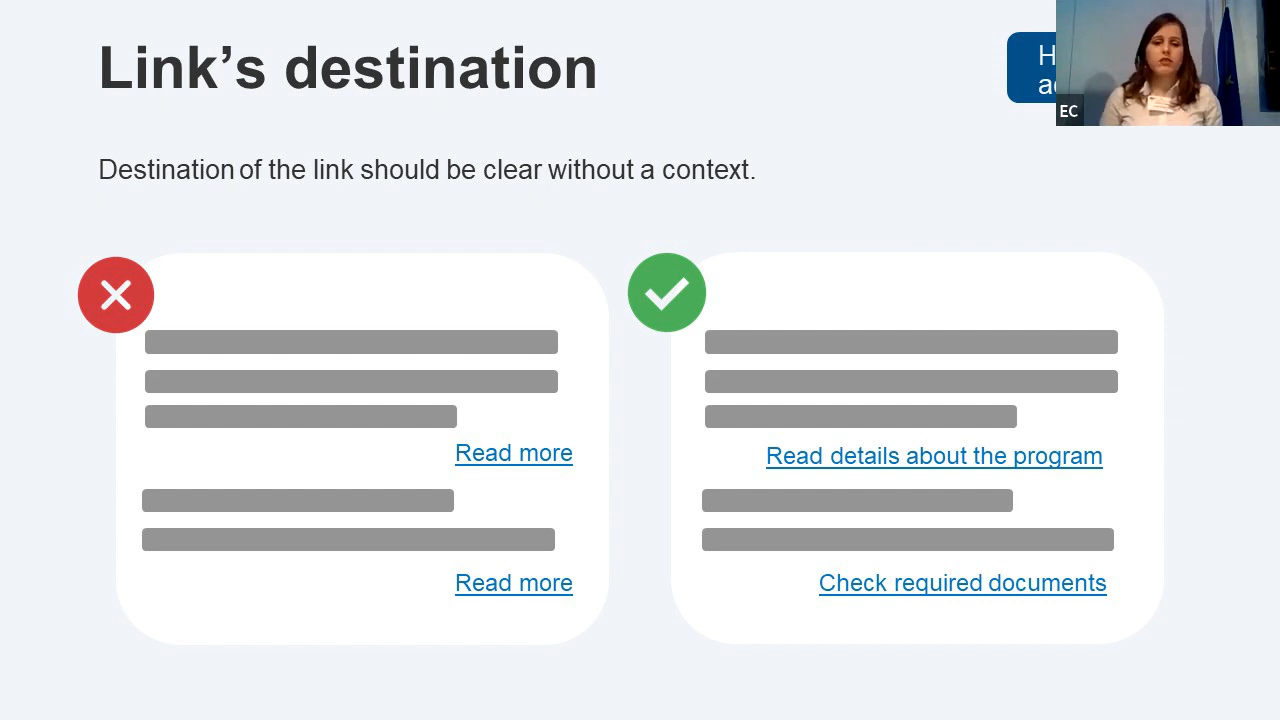 Link’s destination
EC
Destination of the link should be clear without a context.
Read more
Read more
Read details about the program
Check required documents